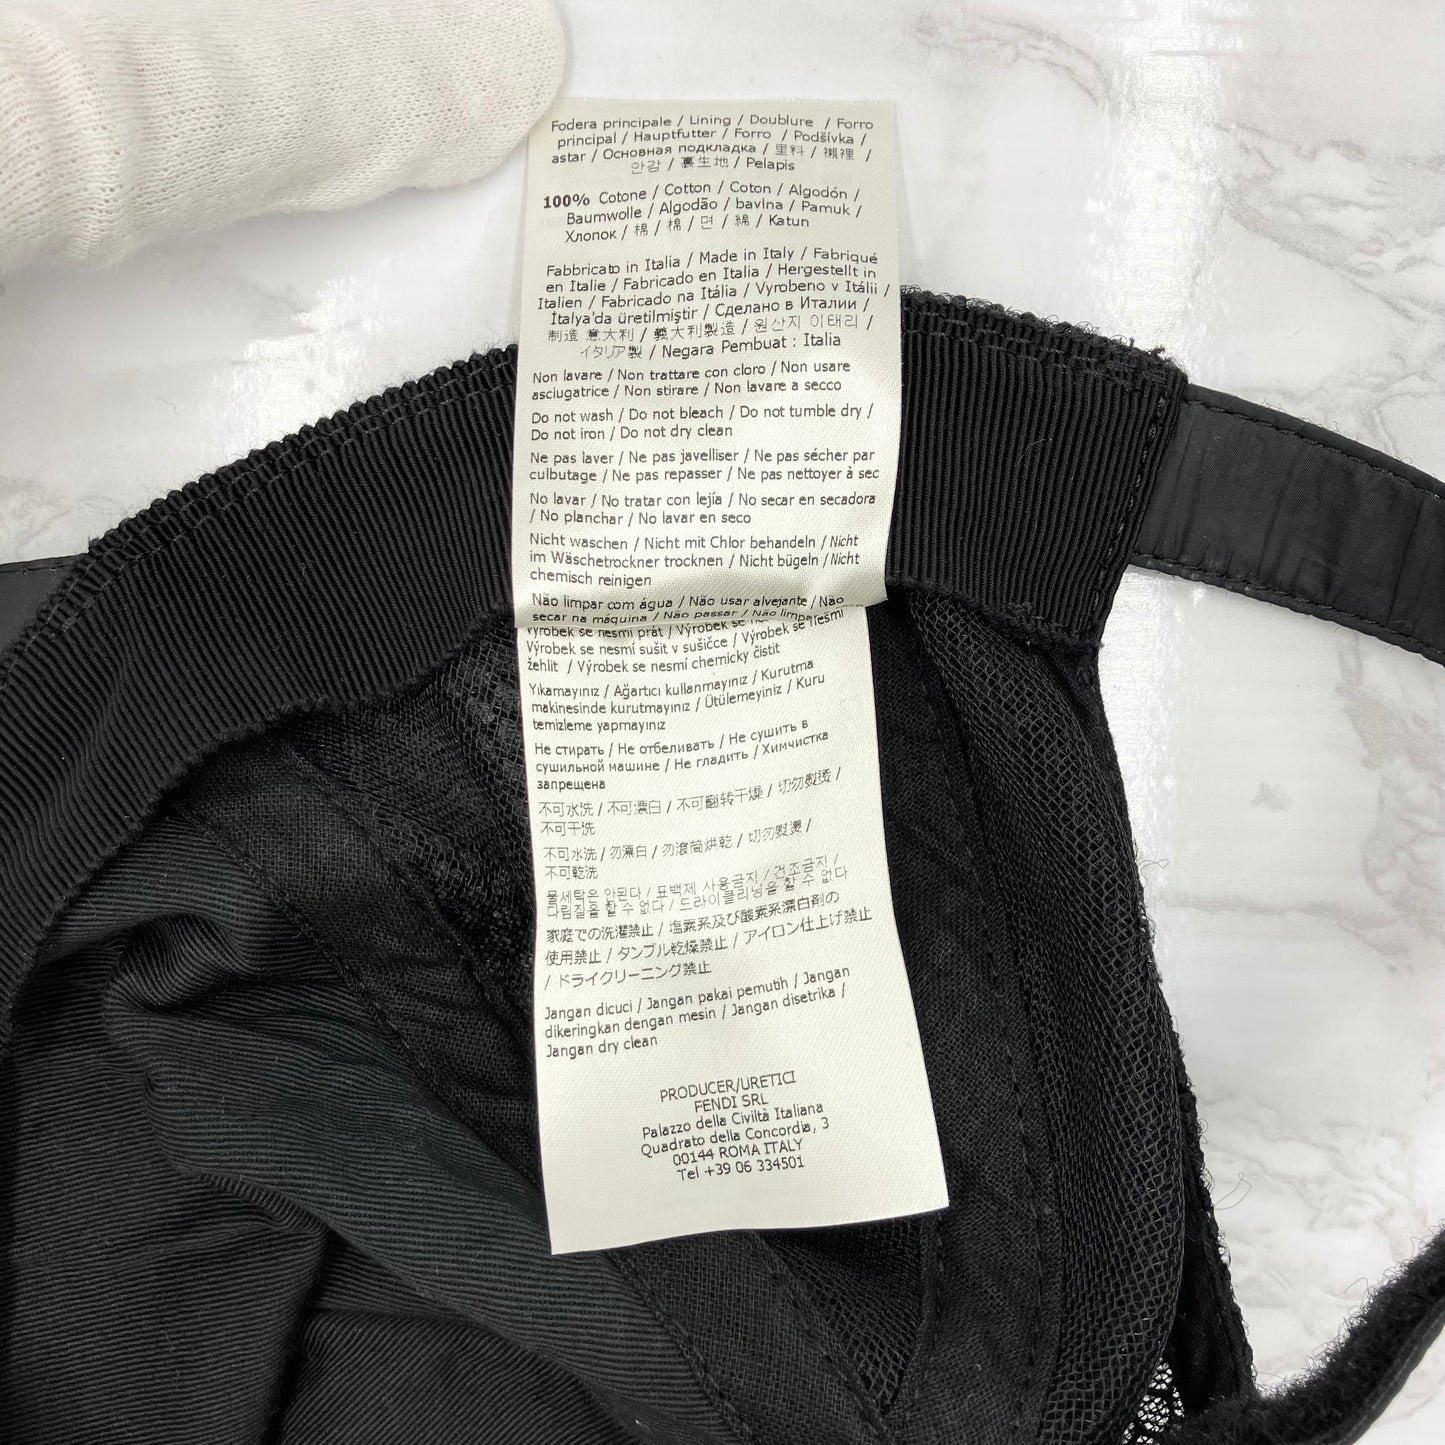 Fodera principale / Lining / Doublure / Forro
principal / Hauptfutter / Forro / Podšívka /
astar / Основная подкладка / 里料 / 襯裡 /
안감 / 裏生地 / Pelapis
100% Cotone / Cotton / Coton / Algodón /
Baumwolle / Algodão / bavlna / Pamuk /
Хлопок / 棉 / 棉 / 면 / 綿 / Katun
Fabbricato in Italia / Made in Italy / Fabriqué
en Italie / Fabricado en Italia / Hergestellt in
Italien / Fabricado na Itália / Vyrobeno v Itálii /
İtalya'da üretilmiştir / Сделано в Италии /
制造 意大利 / 義大利製造 / 원산지 이태리 /
イタリア製 / Negara Pembuat : Italia
Non lavare / Non trattare con cloro / Non usare
asciugatrice / Non stirare / Non lavare a secco
Do not wash / Do not bleach / Do not tumble dry /
Do not iron / Do not dry clean
Ne pas laver / Ne pas javelliser / Ne pas sécher par
culbutage / Ne pas repasser / Ne pas nettoyer à sec
No lavar / No tratar con lejía / No secar en secadora
/ No planchar / No lavar en seco
Nicht waschen / Nicht mit Chlor behandeln / Nicht
im Wäschetrockner trocknen / Nicht bügeln / Nicht
chemisch reinigen
Não limpar com água / Não usar alvejante / Não
secar na máquina / Não passar / Não
Výrobek se nesmí prát / Výrobek se
Výrobek se nesmí sušit v sušičce / Výrobek se nesmí
žehlit / Výrobek se nesmí chemicky čistit
Yıkamayınız / Ağartıcı kullanmayınız / Kurutma
makinesinde kurutmayınız / Ütülemeyiniz / Kuru
temizleme yapmayınız
Не стирать / Не отбеливать / Не сушить в
сушильной машине / Не гладить / Химчистка
запрещена
不可水洗 / 不可漂白 / 不可翻转干燥 / 切勿熨烫 /
不可干洗
不可水洗 / 勿漂白 / 勿滾筒烘乾 / 切勿熨燙 /
不可乾洗
물세탁은 안된다 / 표백제 사용금지 / 건조금지 /
다림질을 할 수 없다 / 드라이클리닝을 할 수 없다
家庭での洗濯禁止 / 塩素系及び酸素系漂白剤の
使用禁止 / タンブル乾燥禁止 / アイロン仕上げ禁止
/ ドライクリーニング禁止
Jangan dicuci / Jangan pakai pemutih / Jangan
dikeringkan dengan mesin / Jangan disetrika /
Jangan dry clean
PRODUCER/URETICI
FENDI SRL
Palazzo della Civiltà Italiana
Quadrato della Concordia, 3
00144 ROMA ITALY
Tel +39 06 334501